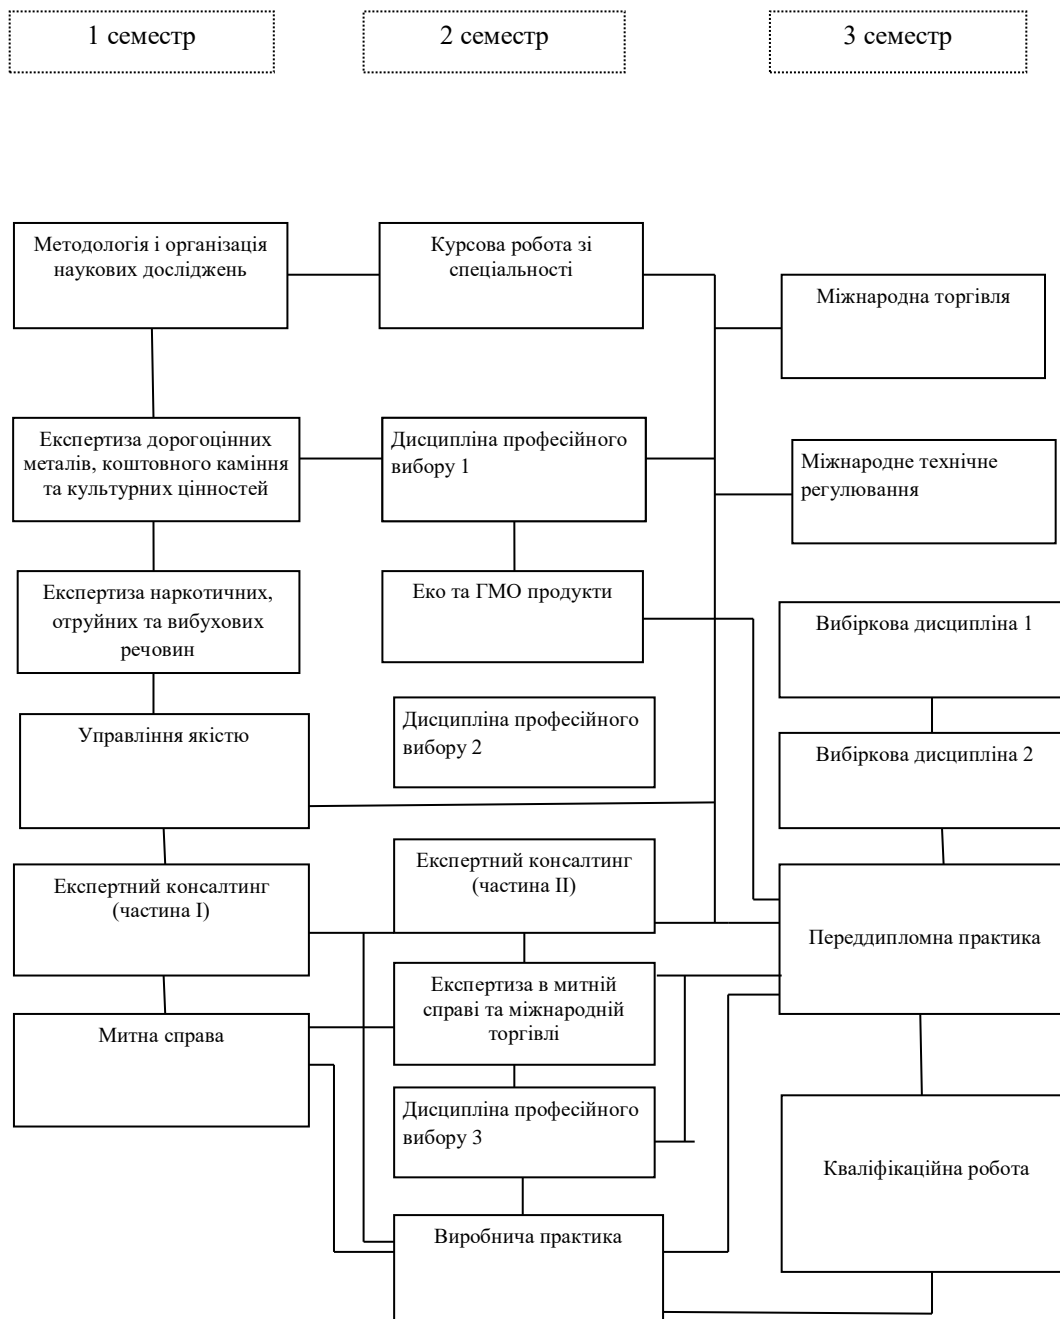 1 семестр
2 семестр
3 семестр
Методологія і організація
наукових досліджень
Експертиза дорогоцінних
металів, коштовного каміння
та культурних цінностей
Експертиза наркотичних,
отруйних та вибухових
речовин
Управління якістю
Експертний консалтинг
(частина І)
Митна справа
Курсова робота зі
спеціальності
Дисципліна професійного
вибору 1
Еко та ГМО продукти
Дисципліна професійного
вибору 2
Експертний консалтинг
(частина ІІ)
Експертиза в митній
справі та міжнародній
торгівлі
Дисципліна професійного
вибору 3
Виробнича практика
Міжнародна торгівля
Міжнародне технічне
регулювання
Вибіркова дисципліна 1
Вибіркова дисципліна 2
Переддипломна практика
Кваліфікаційна робота